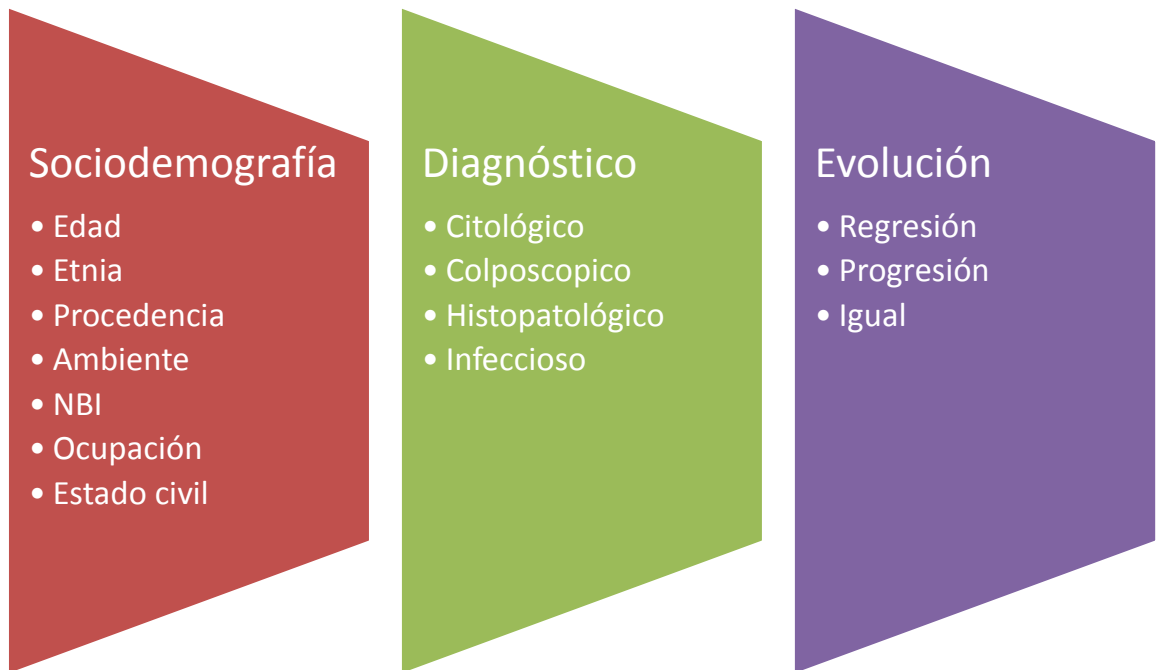 Sociodemografía
• Edad
• Etnia
• Procedencia
• Ambiente
• NBI
• Ocupación
• Estado civil
Diagnóstico
• Citológico
• Colposcopico
• Histopatológico
• Infeccioso
Evolución
• Regresión
• Progresión
• Igual